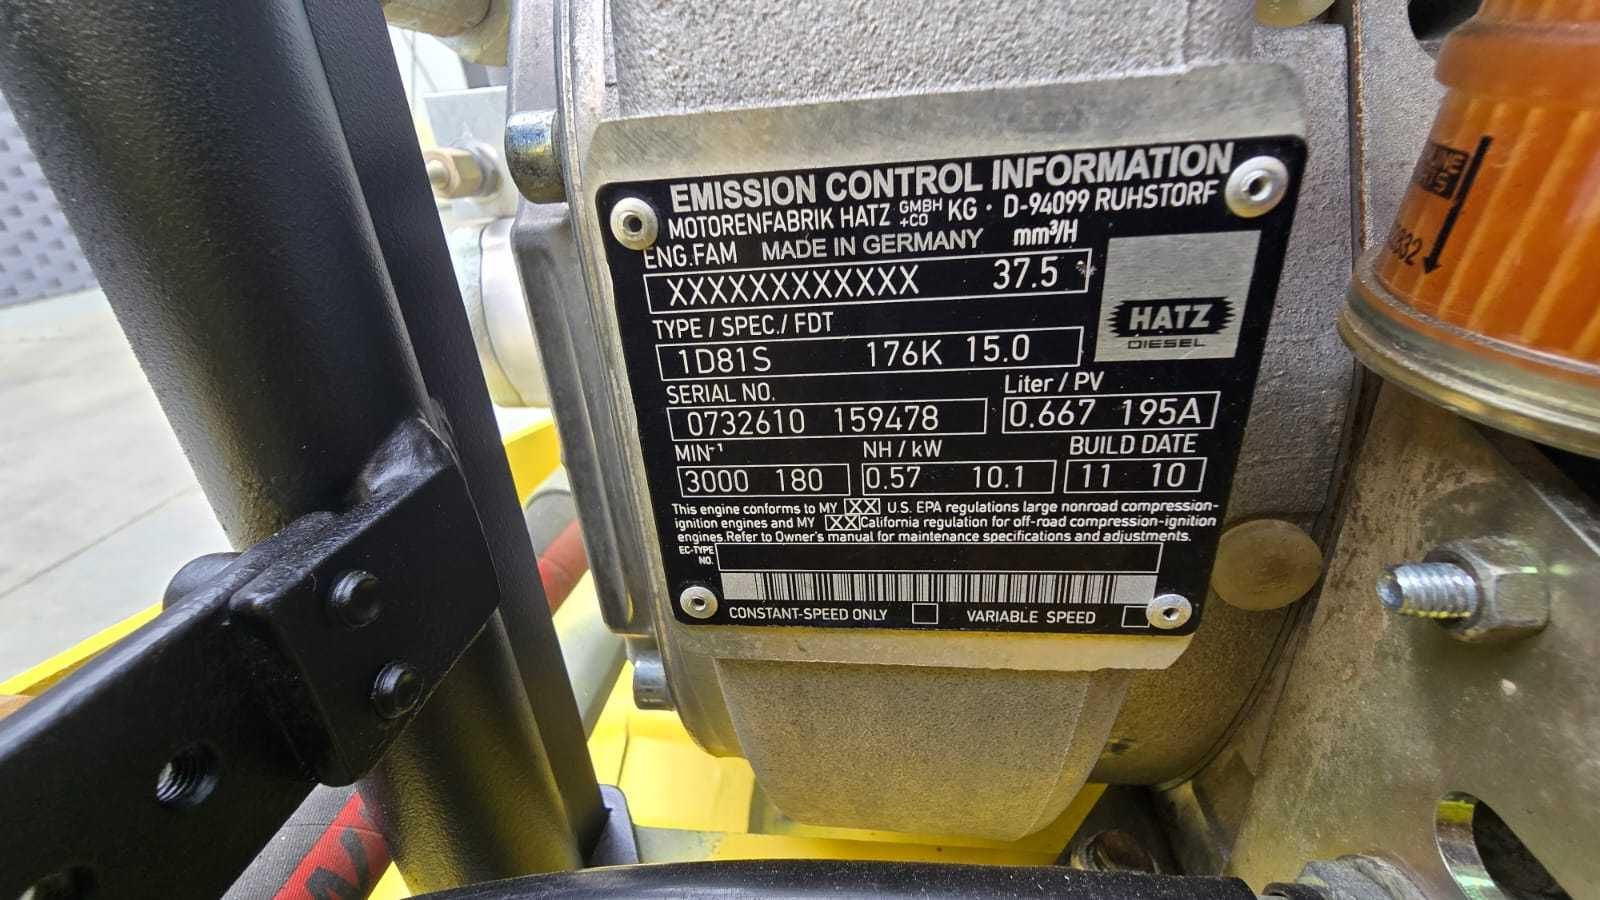 EMISSION CONTROL INFORMATION
MOTORENFABRIK HATZ GMBH +CO KG · D-94099 RUHSTORF
ENG.FAM MADE IN GERMANY mm³/H
XXXXXXXXXXXX 37.5
TYPE / SPEC./ FDT
1D81S 176K 15.0
HATZ
DIESEL
SERIAL NO. Liter / PV
0732610 159478 0.667 195A
MIN-¹ NH / kW BUILD DATE
3000 180 0.57 10.1 11 10
This engine conforms to MY XX U.S. EPA regulations large nonroad compression-
ignition engines and MY XX California regulation for off-road compression-ignition
engines.Refer to Owner's manual for maintenance specifications and adjustments.
EC-TYPE
NO.
CONSTANT-SPEED ONLY VARIABLE SPEED